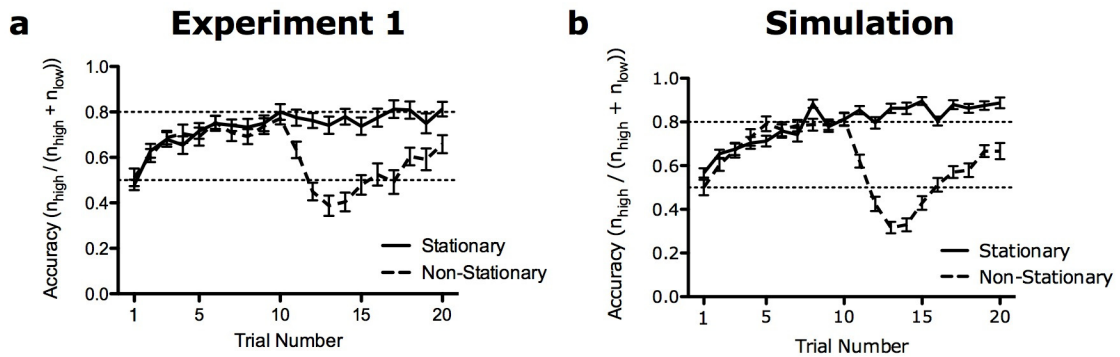 a
Experiment 1
Accuracy (n_high / (n_high + n_low))
1.0
0.8
0.6
0.4
0.2
0.0
Stationary
Non-Stationary
1 5 10 15 20
Trial Number
b
Simulation
Accuracy (n_high / (n_high + n_low))
1.0
0.8
0.6
0.4
0.2
0.0
Stationary
Non-Stationary
1 5 10 15 20
Trial Number